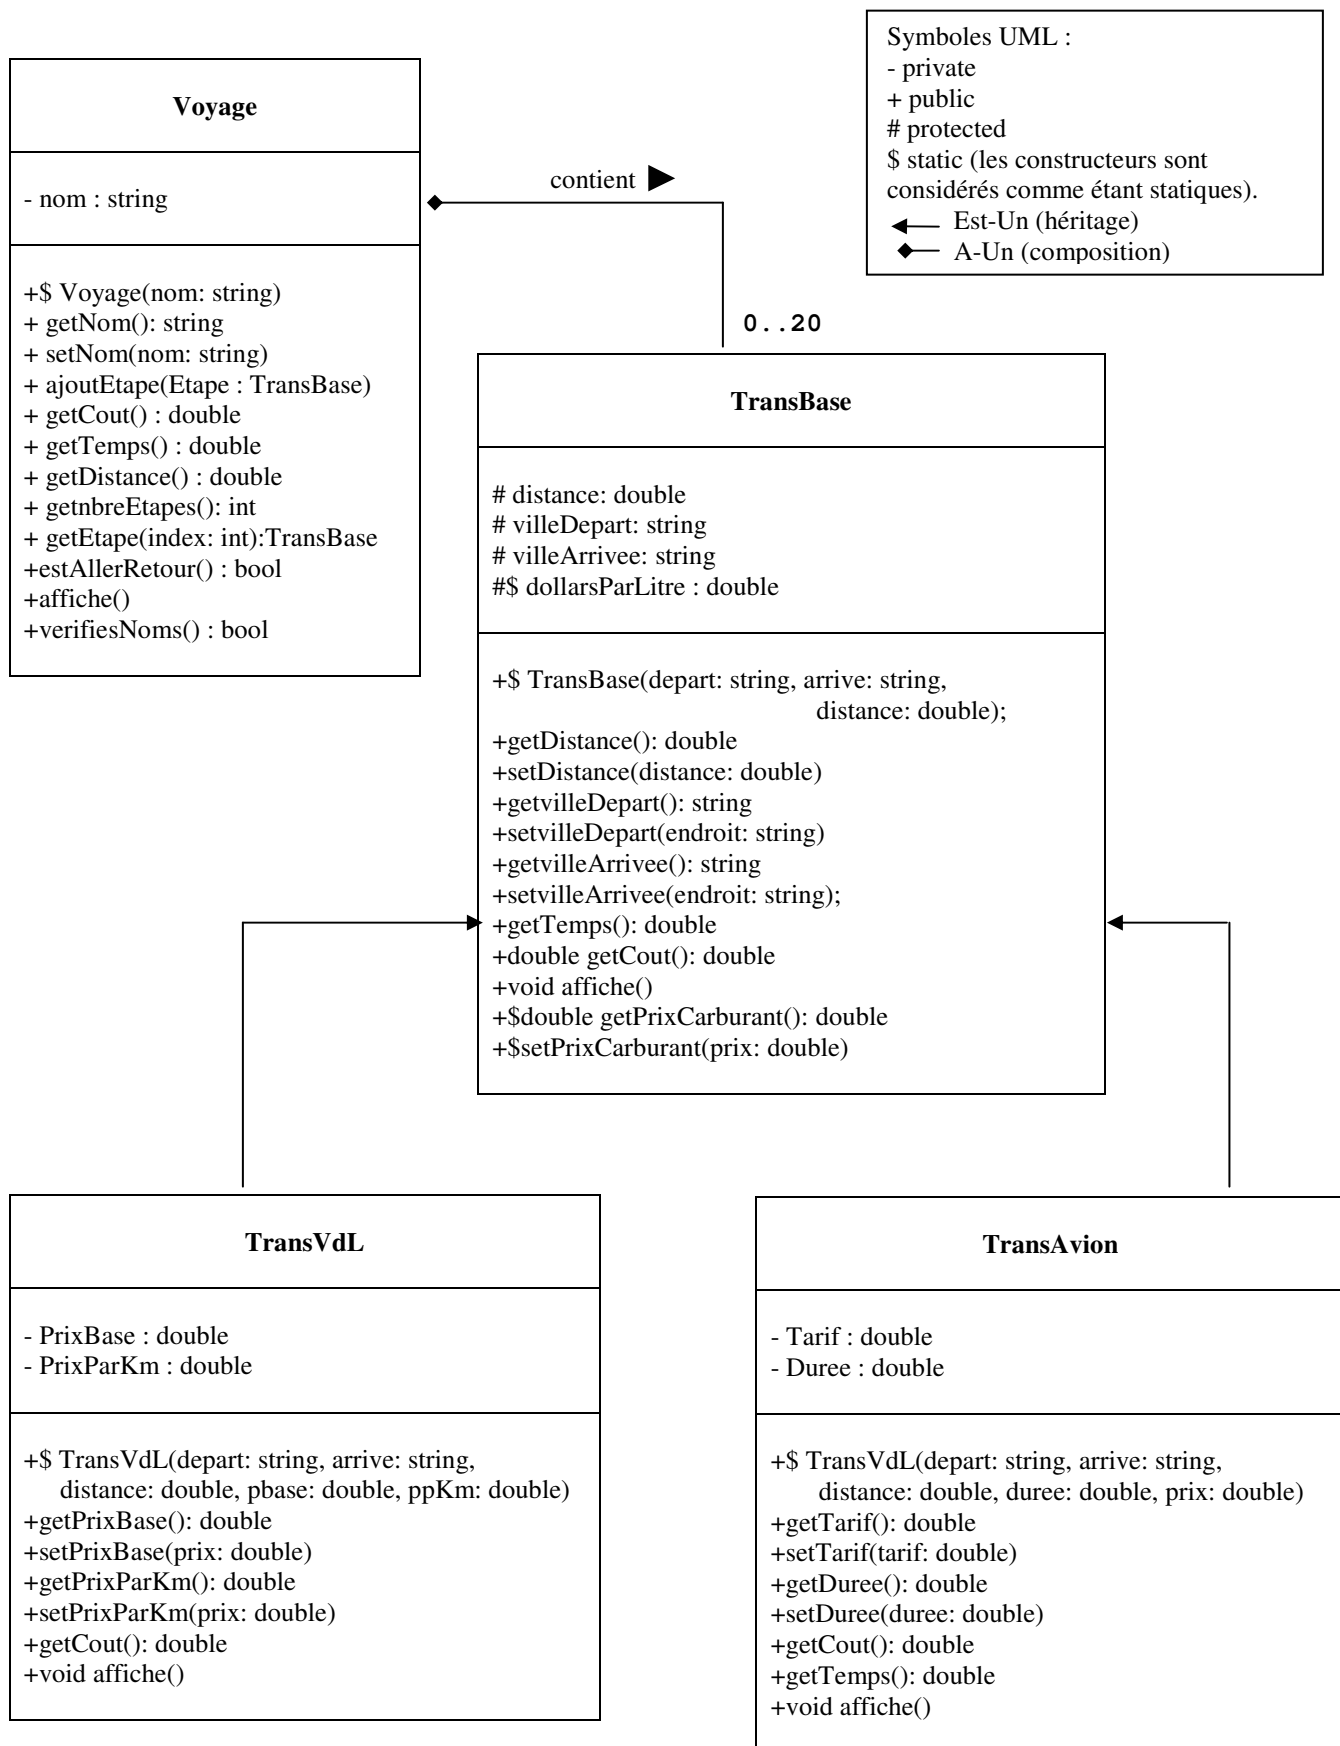 Symboles UML :
- private
+ public
# protected
$ static (les constructeurs sont
considérés comme étant statiques).
Est-Un (héritage)
A-Un (composition)
Voyage
- nom : string
+$ Voyage(nom: string)
+ getNom(): string
+ setNom(nom: string)
+ ajoutEtape(Etape : TransBase)
+ getCout() : double
+ getTemps() : double
+ getDistance() : double
+ getnbreEtapes(): int
+ getEtape(index: int):TransBase
+estAllerRetour() : bool
+affiche()
+verifiesNoms() : bool
contient
0..20
TransBase
# distance: double
# villeDepart: string
# villeArrivee: string
#$ dollarsParLitre : double
+$ TransBase(depart: string, arrive: string,
distance: double);
+getDistance(): double
+setDistance(distance: double)
+getvilleDepart(): string
+setvilleDepart(endroit: string)
+getvilleArrivee(): string
+setvilleArrivee(endroit: string);
+getTemps(): double
+double getCout(): double
+void affiche()
+$double getPrixCarburant(): double
+$setPrixCarburant(prix: double)
TransVdL
- PrixBase : double
- PrixParKm : double
+$ TransVdL(depart: string, arrive: string,
distance: double, pbase: double, ppKm: double)
+getPrixBase(): double
+setPrixBase(prix: double)
+getPrixParKm(): double
+setPrixParKm(prix: double)
+getCout(): double
+void affiche()
TransAvion
- Tarif : double
- Duree : double
+$ TransVdL(depart: string, arrive: string,
distance: double, duree: double, prix: double)
+getTarif(): double
+setTarif(tarif: double)
+getDuree(): double
+setDuree(duree: double)
+getCout(): double
+getTemps(): double
+void affiche()